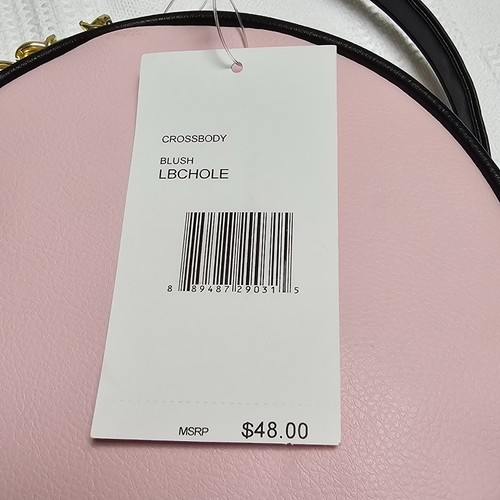 CROSSBODY
BLUSH
LBCHOLE
8 89487 29031 5
MSRP $48.00